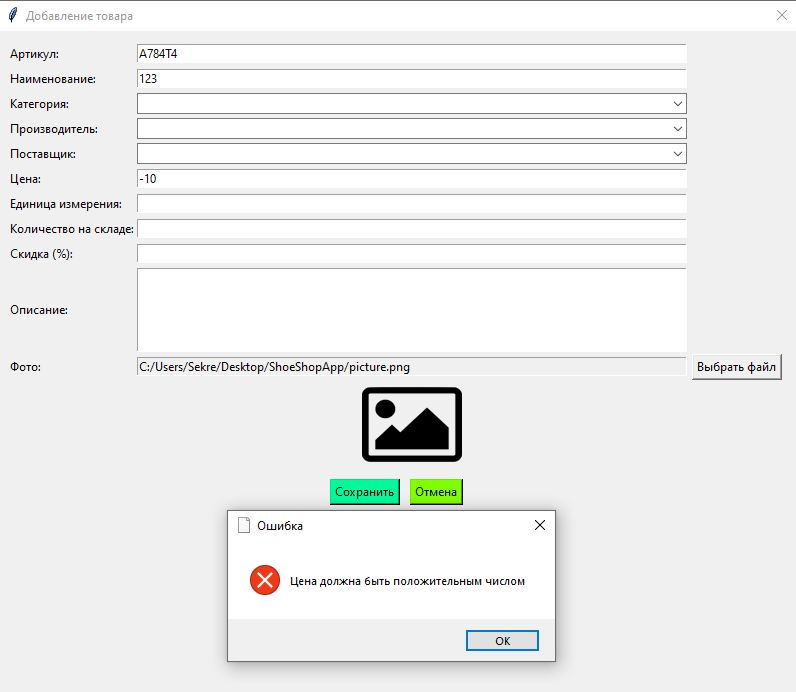 Добавление товара
Артикул: A784T4
Наименование: 123
Категория:
Производитель:
Поставщик:
Цена: -10
Единица измерения:
Количество на складе:
Скидка (%):
Описание:
Фото: C:/Users/Sekre/Desktop/ShoeShopApp/picture.png Выбрать файл
Сохранить Отмена
Ошибка
Цена должна быть положительным числом
OK